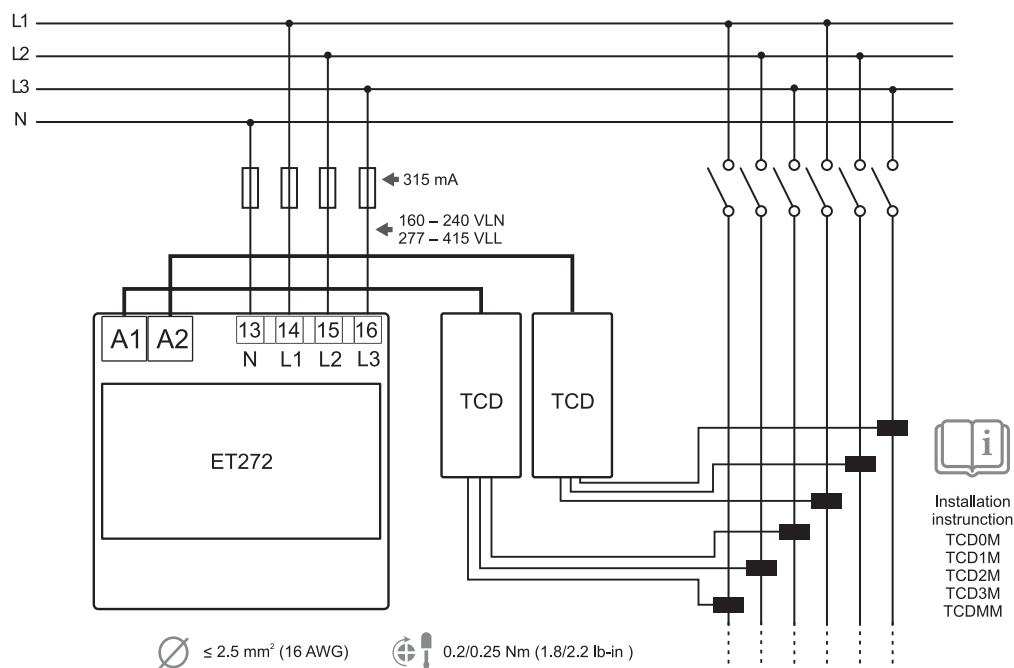 L1
L2
L3
N
315 mA
160 – 240 VLN
277 – 415 VLL
A1 A2
13 14 15 16
N L1 L2 L3
TCD
TCD
ET272
i
Installation
instrunction
TCD0M
TCD1M
TCD2M
TCD3M
TCDMM
≤ 2.5 mm² (16 AWG)
0.2/0.25 Nm (1.8/2.2 lb-in )